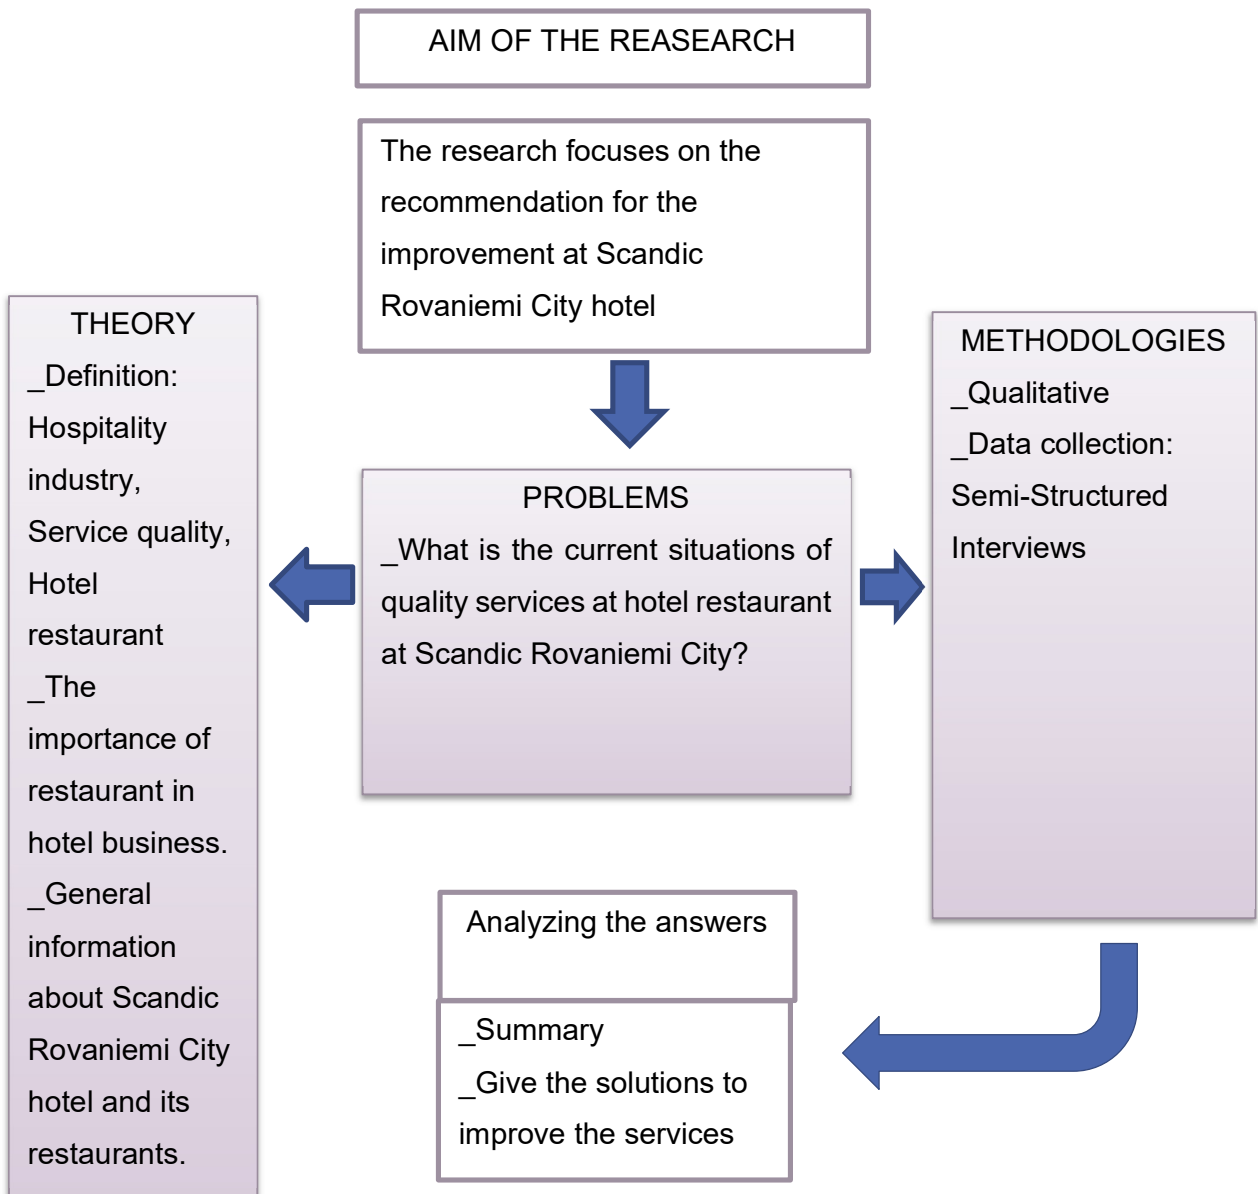 AIM OF THE REASEARCH
The research focuses on the
recommendation for the
improvement at Scandic
Rovaniemi City hotel
THEORY
_Definition:
Hospitality
industry,
Service quality,
Hotel
restaurant
_The
importance of
restaurant in
hotel business.
_General
information
about Scandic
Rovaniemi City
hotel and its
restaurants.
PROBLEMS
_What is the current situations of
quality services at hotel restaurant
at Scandic Rovaniemi City?
METHODOLOGIES
_Qualitative
_Data collection:
Semi-Structured
Interviews
Analyzing the answers
_Summary
_Give the solutions to
improve the services